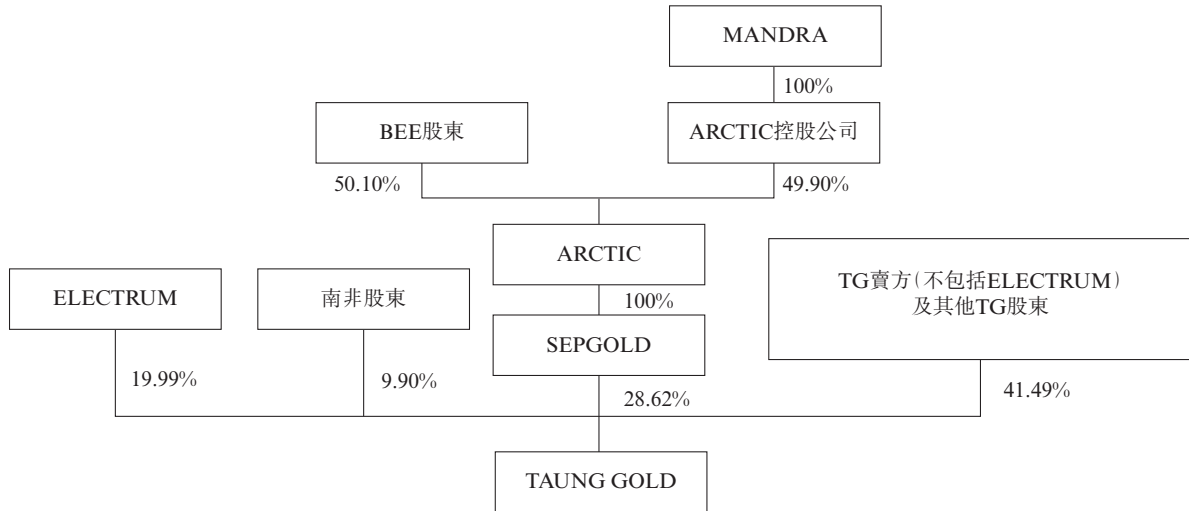 MANDRA
100%
BEE股東
ARCTIC控股公司
50.10%
49.90%
ARCTIC
TG賣方(不包括ELECTRUM)
及其他TG股東
ELECTRUM
南非股東
100%
SEPGOLD
19.99%
9.90%
28.62%
41.49%
TAUNG GOLD